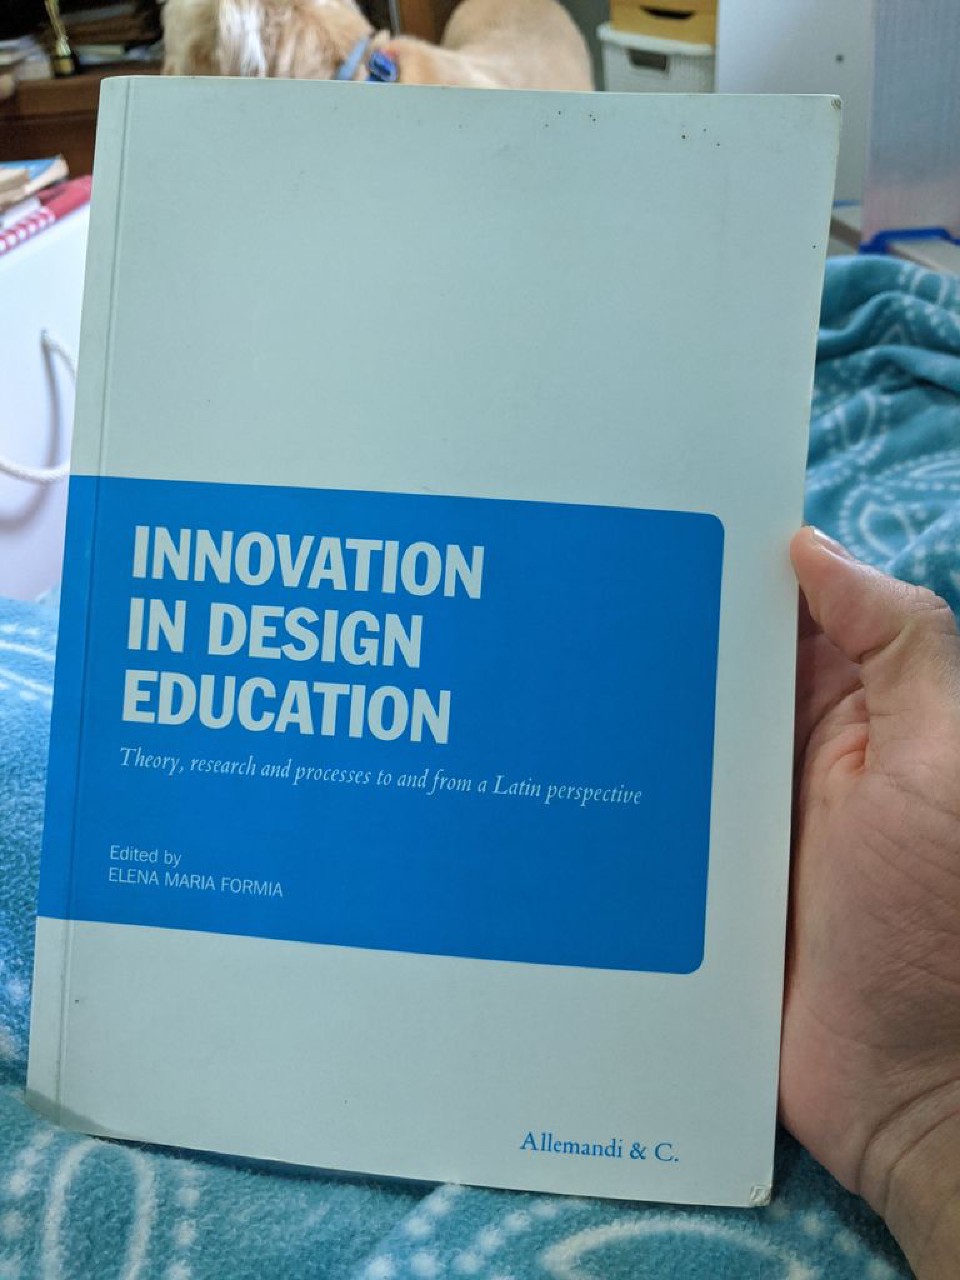 INNOVATION
IN DESIGN
EDUCATION
Theory, research and processes to and from a Latin perspective
Edited by
ELENA MARIA FORMIA
Allemandi & C.